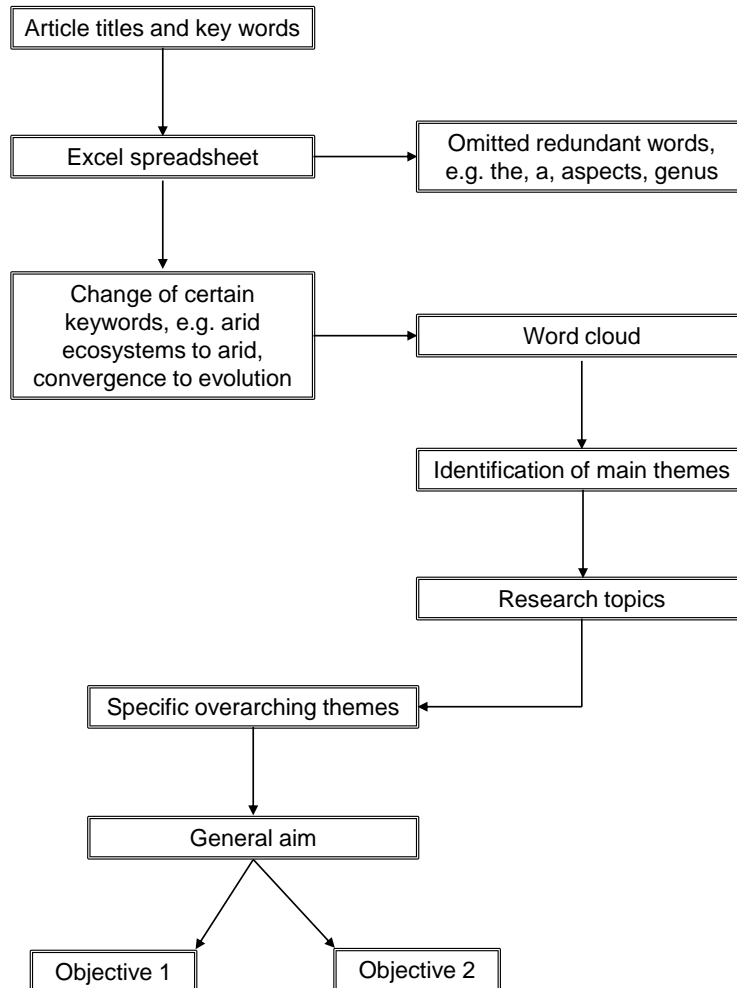 Article titles and key words
Excel spreadsheet
Omitted redundant words,
e.g. the, a, aspects, genus
Change of certain
keywords, e.g. arid
ecosystems to arid,
convergence to evolution
Word cloud
Identification of main themes
Research topics
Specific overarching themes
General aim
Objective 1
Objective 2